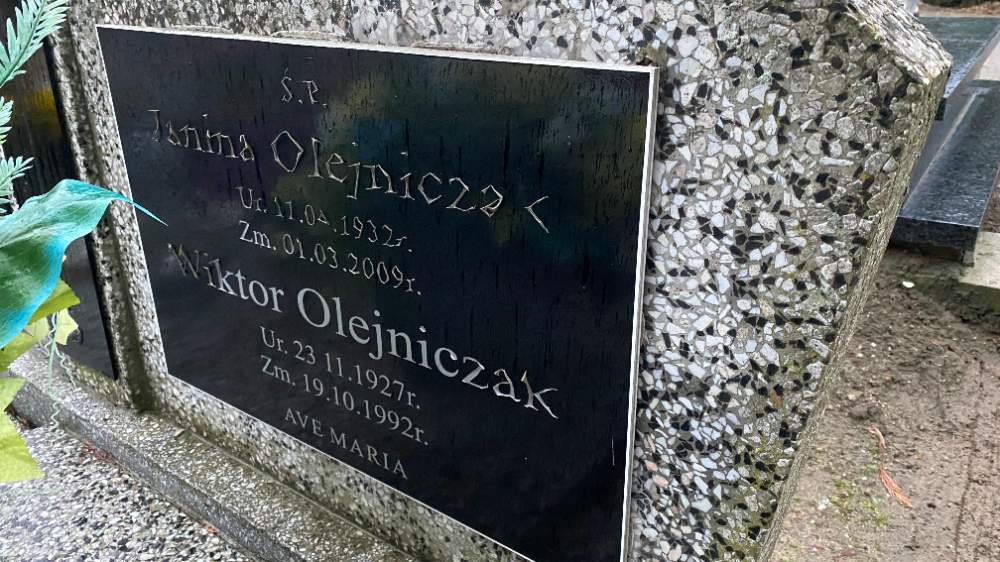 Ś.P.
Janina Olejniczak
Ur. 11.04.1932r.
Zm. 01.03.2009r.
Wiktor Olejniczak
Ur. 23 11.1927r.
Zm. 19.10.1992r.
AVE MARIA